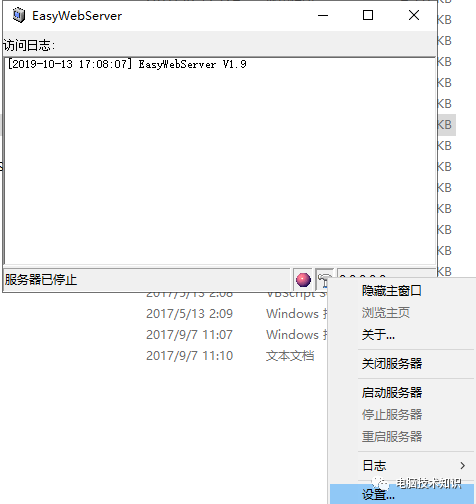 EasyWebServer
访问日志:
[2019-10-13 17:08:07] EasyWebServer V1.9
KB
KB
KB
KB
KB
KB
KB
KB
KB
KB
KB
KB
KB
服务器已停止
隐藏主窗口
2017/5/13 2:08
浏览主页
2017/5/13 2:09 Windows
关于...
2017/9/7 11:07 Windows
2017/9/7 11:10 文本文档
关闭服务器
启动服务器
停止服务器
重启服务器
日志
电脑技术知识
设置...